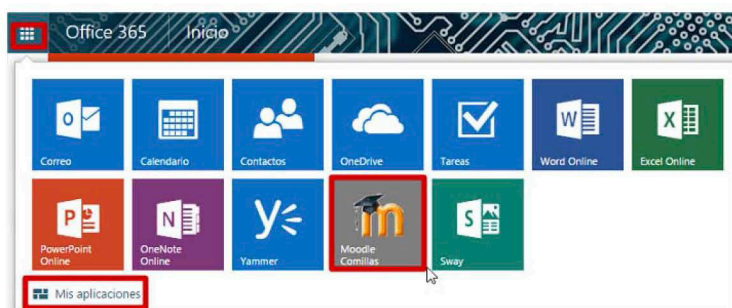 Office 365 Inicio
Correo
Calendario
Contactos
OneDrive
Tareas
Word Online
Excel Online
PowerPoint
Online
OneNote
Online
Yammer
Moodle
Comillas
Sway
Mis aplicaciones